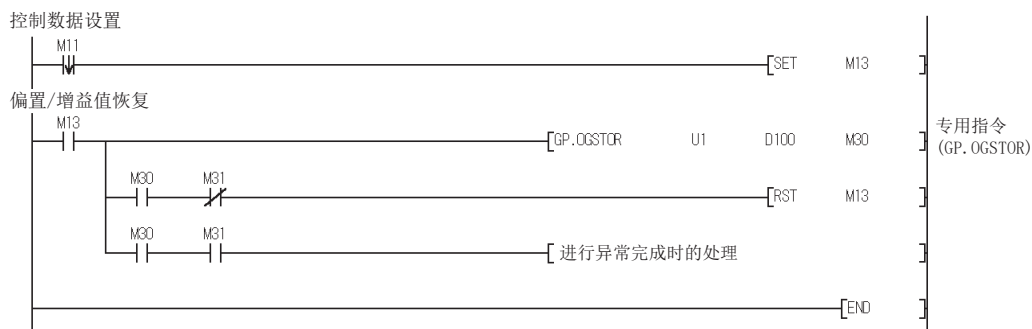 控制数据设置
M11
SET M13
偏置/增益值恢复
M13
GP.OGSTOR U1 D100 M30
专用指令
(GP.OGSTOR)
M30 M31
RST M13
M30 M31
进行异常完成时的处理
END